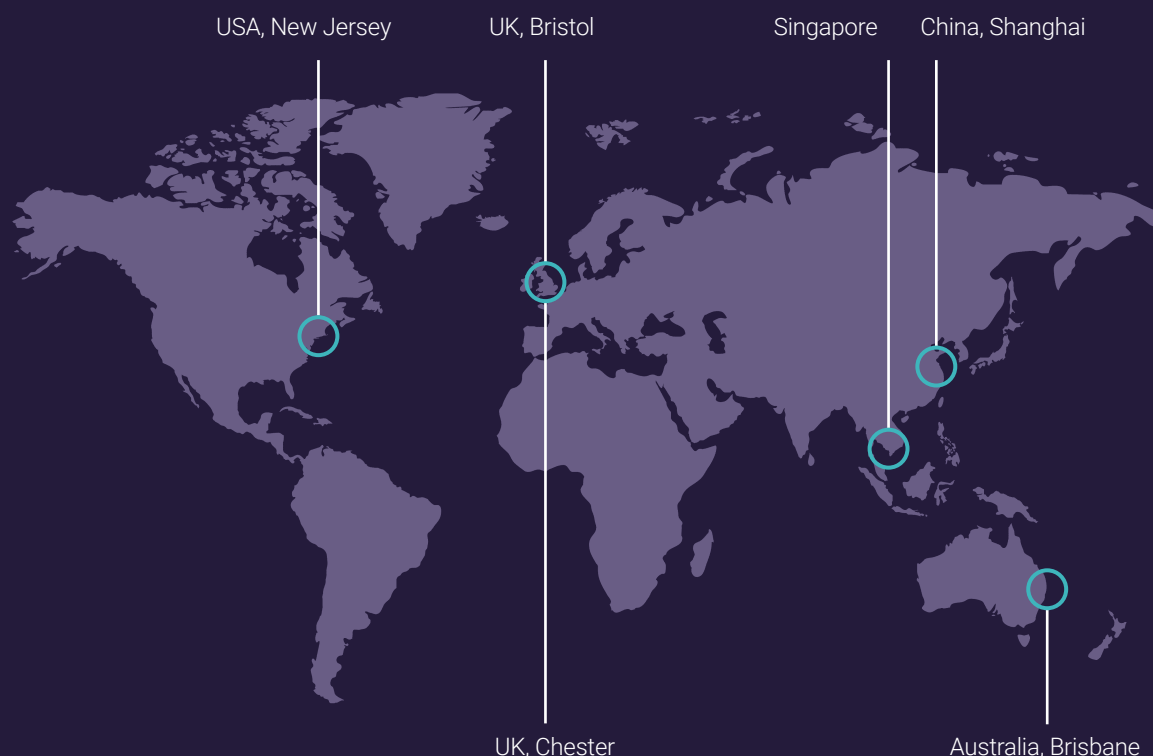 USA, New Jersey
UK, Bristol
Singapore
China, Shanghai
UK, Chester
Australia, Brisbane